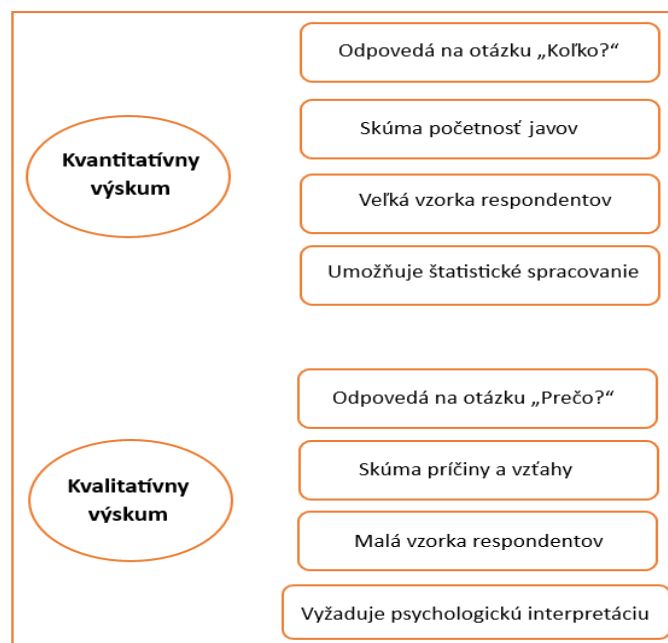 Odpovedá na otázku „Koľko?“
Skúma početnosť javov
Kvantitatívny
výskum
Veľká vzorka respondentov
Umožňuje štatistické spracovanie
Odpovedá na otázku „Prečo?“
Skúma príčiny a vzťahy
Kvalitatívny
výskum
Malá vzorka respondentov
Vyžaduje psychologickú interpretáciu